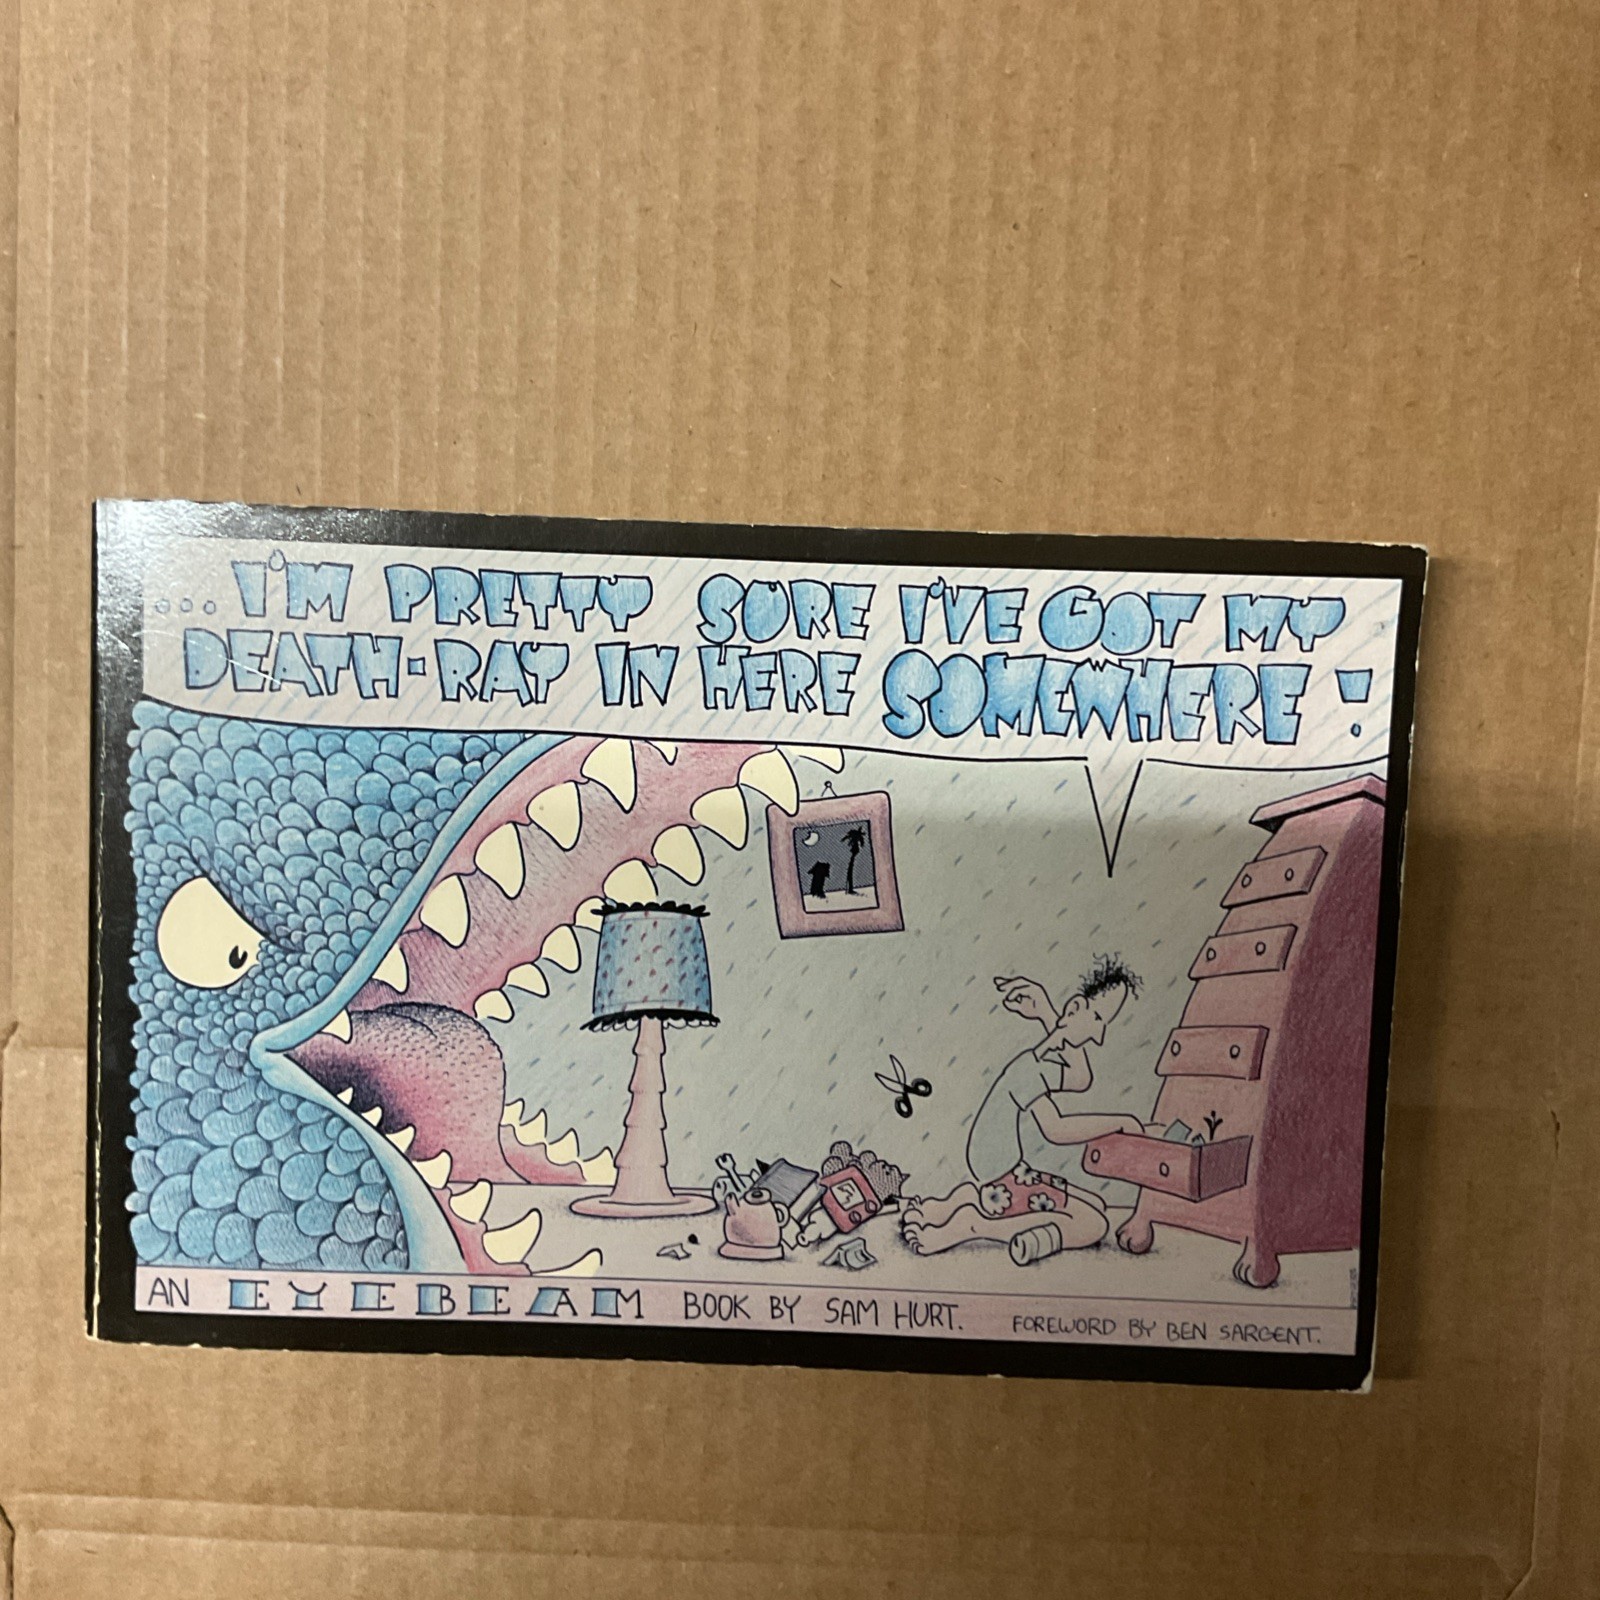 ...I'M PRETTY SURE I'VE GOT MY
DEATH-RAY IN HERE SOMEWHERE!
AN EYEBEAM BOOK BY SAM HURT. FOREWORD BY BEN SARGENT.